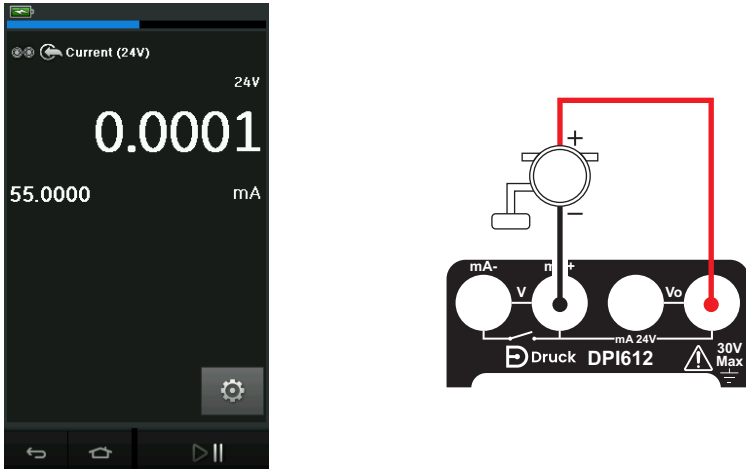 Current (24V)
24V
0.0001
55.0000 mA
+
–
mA- +
V Vo
mA 24V
Druck DPI612
30V
Max